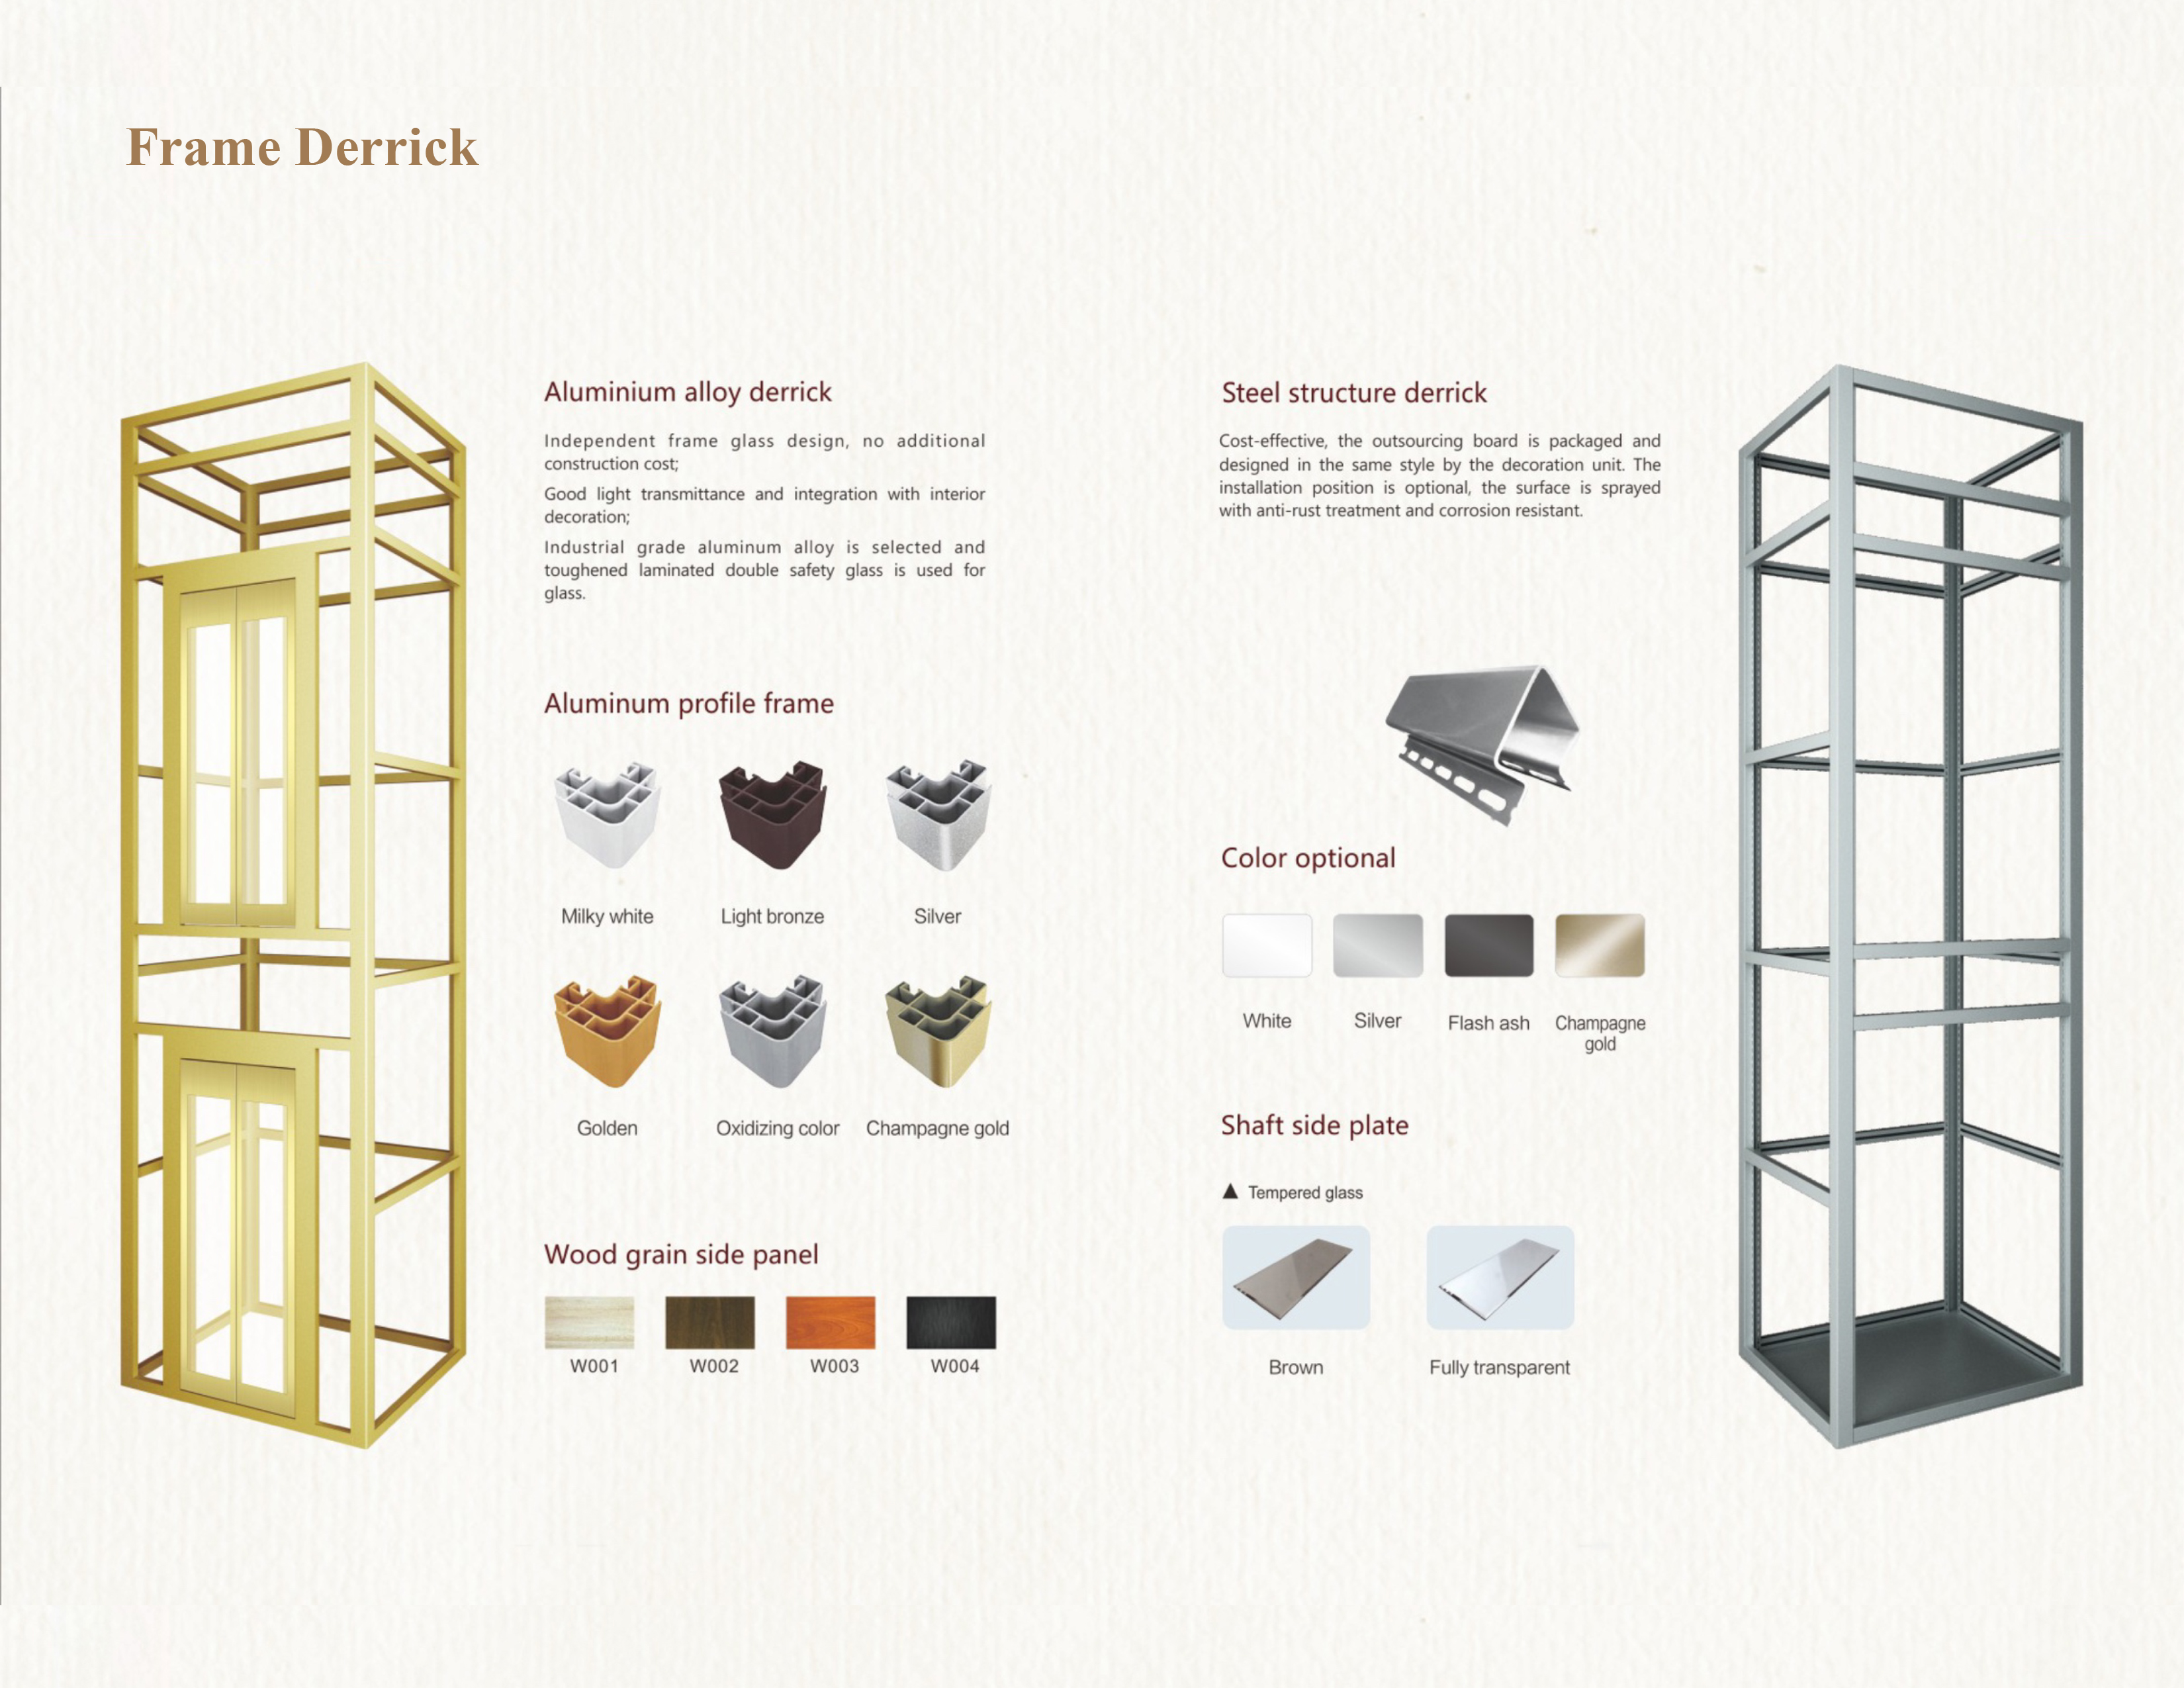 Frame Derrick
Aluminium alloy derrick
Independent frame glass design, no additional
construction cost;
Good light transmittance and integration with interior
decoration;
Industrial grade aluminum alloy is selected and
toughened laminated double safety glass is used for
glass.
Aluminum profile frame
Milky white
Light bronze
Silver
Golden
Oxidizing color
Champagne gold
Wood grain side panel
W001
W002
W003
W004
Steel structure derrick
Cost-effective, the outsourcing board is packaged and
designed in the same style by the decoration unit. The
installation position is optional, the surface is sprayed
with anti-rust treatment and corrosion resistant.
Color optional
White
Silver
Flash ash
Champagne
gold
Shaft side plate
▲ Tempered glass
Brown
Fully transparent